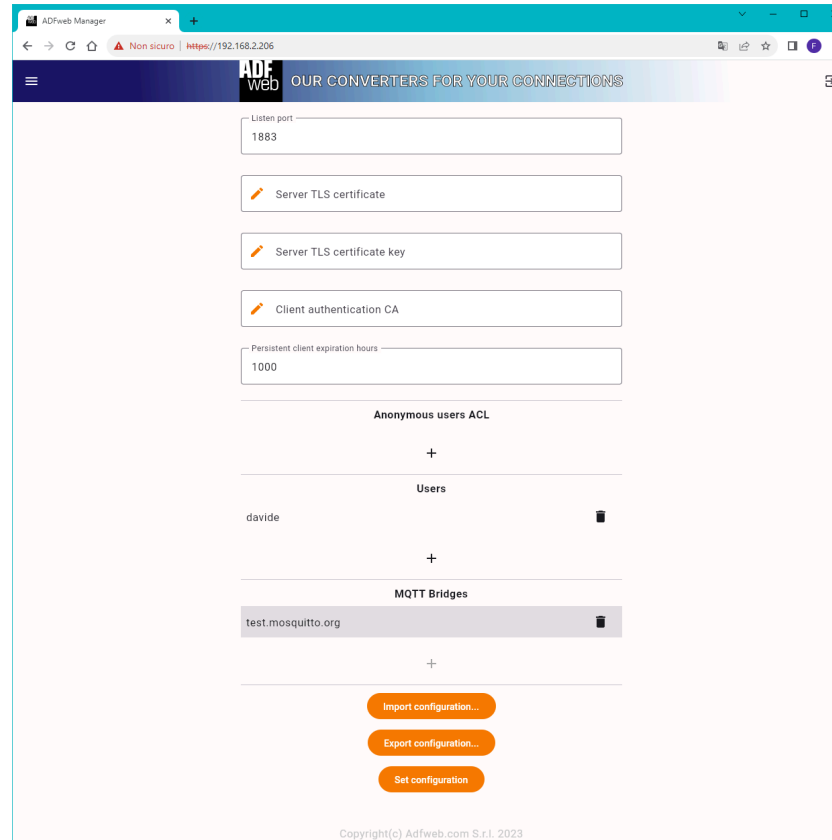 ADFweb Manager
Non sicuro | https://192.168.2.206
F
ADF
web
OUR CONVERTERS FOR YOUR CONNECTIONS
Listen port
1883
Server TLS certificate
Server TLS certificate key
Client authentication CA
Persistent client expiration hours
1000
Anonymous users ACL
+
Users
davide
+
MQTT Bridges
test.mosquitto.org
+
Import configuration...
Export configuration...
Set configuration
Copyright(c) Adfweb.com S.r.l. 2023